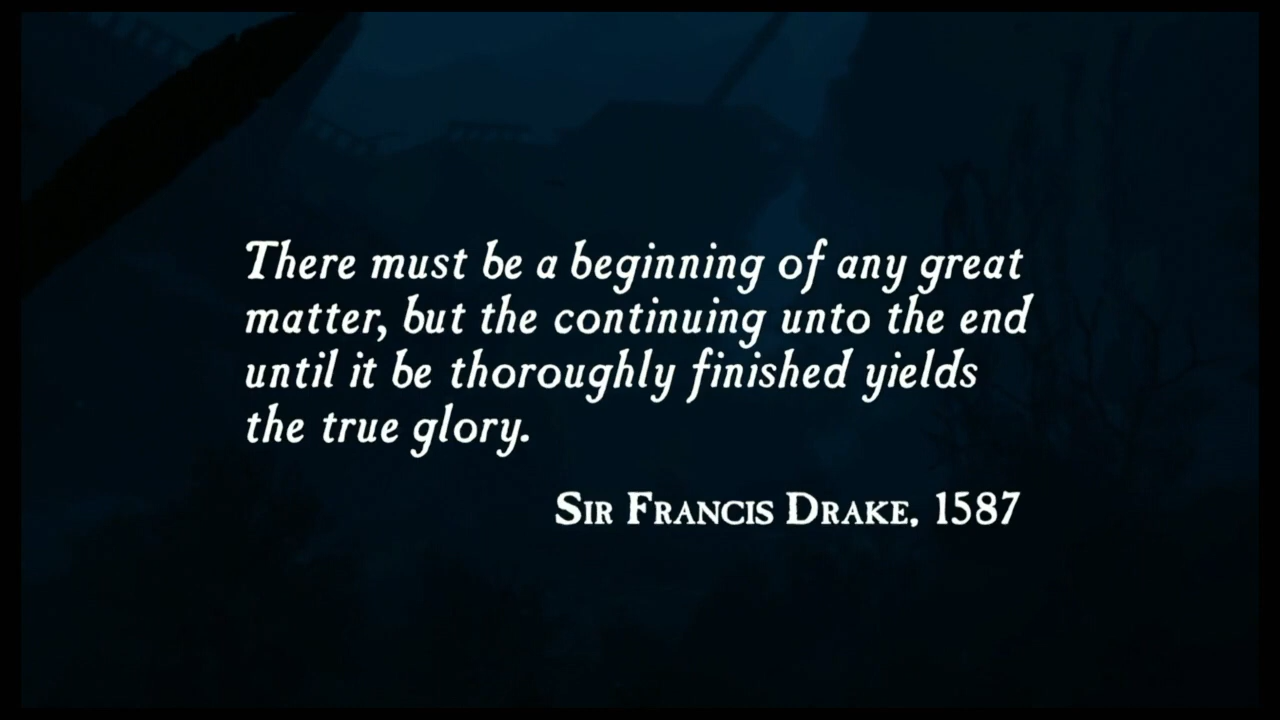 There must be a beginning of any great
matter, but the continuing unto the end
until it be thoroughly finished yields
the true glory.
Sir Francis Drake, 1587